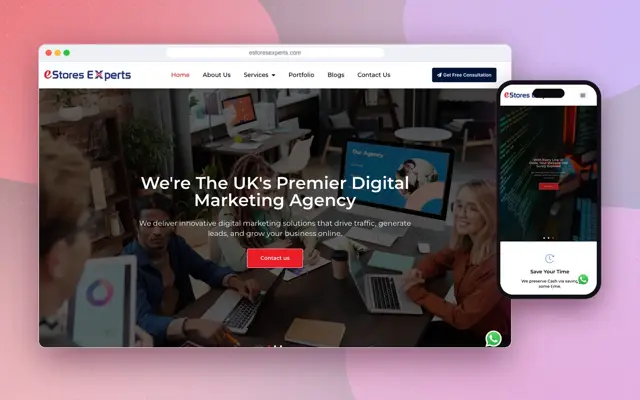 estoresexperts.com
eStores EXperts
Home About Us Services Portfolio Blogs Contact Us
Get Free Consultation
We're The UK's Premier Digital
Marketing Agency
We deliver innovative digital marketing solutions that drive traffic, generate
leads, and grow your business online.
Contact us
Save Your Time
We preserve Cash via saving
some time.